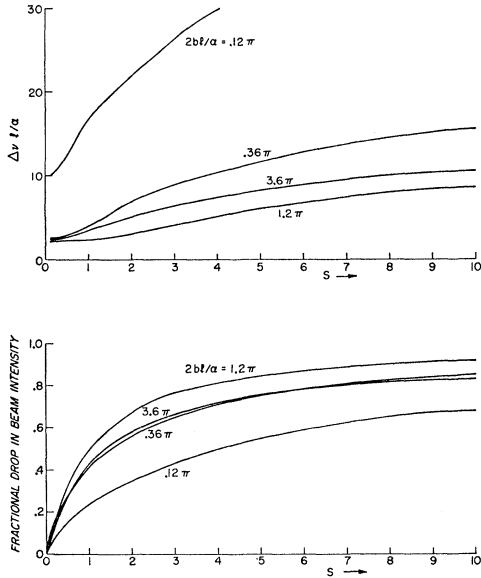 30
2bℓ/α = .12π
20
Δν ℓ/α
.36π
10
3.6π
1.2π
0
0 1 2 3 4 5 6 7 8 9 10
S →
1.0
2bℓ/α = 1.2π
.8
3.6π
.6
.36π
FRACTIONAL DROP IN BEAM INTENSITY
.4
.12π
.2
0
0 1 2 3 4 5 6 7 8 9 10
S →